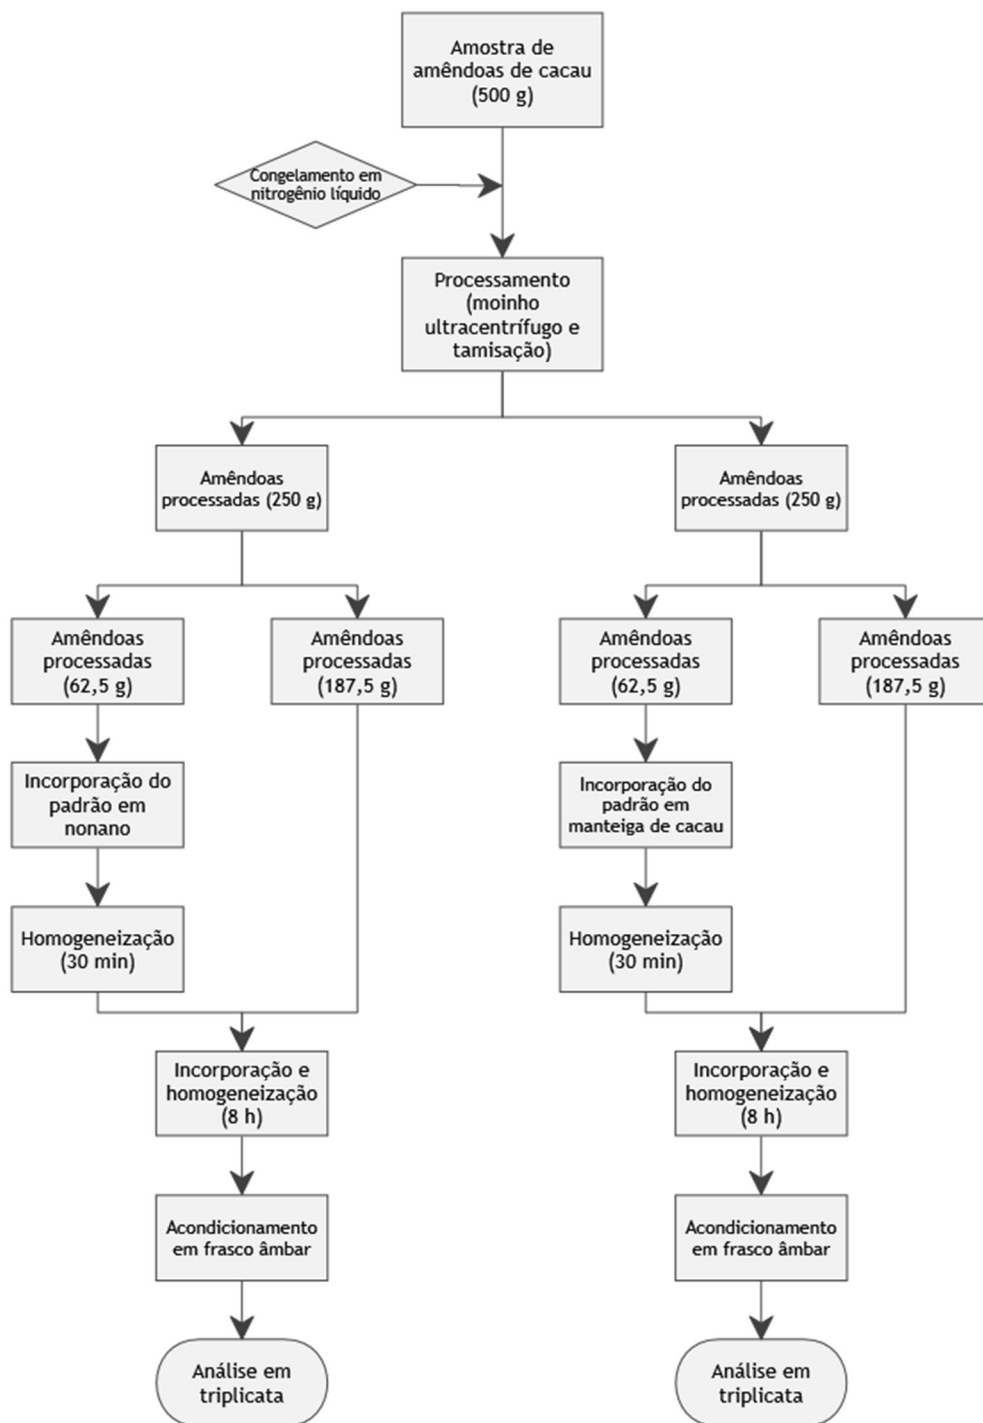 Amostra de
amêndoas de cacau
(500 g)
Congelamento em
nitrogênio líquido
Processamento
(moinho
ultracentrífugo e
tamisação)
Amêndoas
processadas (250 g)
Amêndoas
processadas (250 g)
Amêndoas
processadas
(62,5 g)
Amêndoas
processadas
(187,5 g)
Amêndoas
processadas
(62,5 g)
Amêndoas
processadas
(187,5 g)
Incorporação do
padrão em
nonano
Incorporação do
padrão em
manteiga de cacau
Homogeneização
(30 min)
Homogeneização
(30 min)
Incorporação e
homogeneização
(8 h)
Incorporação e
homogeneização
(8 h)
Acondicionamento
em frasco âmbar
Acondicionamento
em frasco âmbar
Análise em
triplicata
Análise em
triplicata